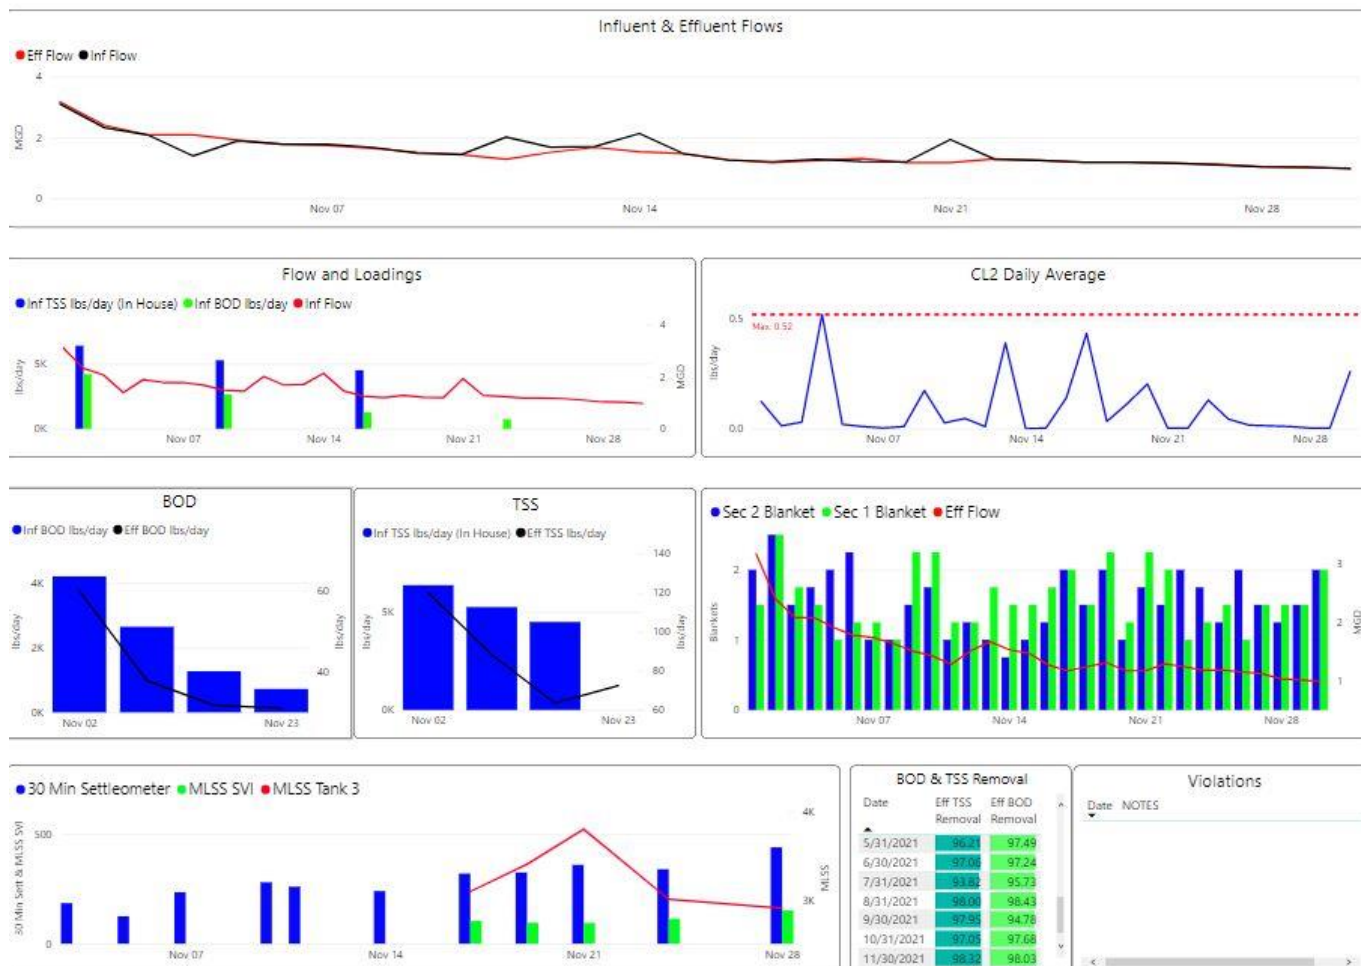 Influent & Effluent Flows
Eff Flow Inf Flow
4
MGD
2
0
Nov 07 Nov 14 Nov 21 Nov 28
Flow and Loadings
Inf TSS lbs/day (In House) Inf BOD lbs/day Inf Flow
4
5K
lbs/day
2
MGD
0K
0
Nov 07 Nov 14 Nov 21 Nov 28
CL2 Daily Average
0.5
Max: 0.52
lbs/day
0.0
Nov 07 Nov 14 Nov 21 Nov 28
BOD
Inf BOD lbs/day Eff BOD lbs/day
4K
60
lbs/day
lbs/day
2K
40
0K
Nov 02 Nov 23
TSS
Inf TSS lbs/day (In House) Eff TSS lbs/day
140
120
5K
100
lbs/day
lbs/day
80
0K
60
Nov 02 Nov 23
Sec 2 Blanket Sec 1 Blanket Eff Flow
3
2
Blankets
2
MGD
1
1
0
Nov 07 Nov 14 Nov 21 Nov 28
30 Min Settleometer MLSS SVI MLSS Tank 3
4K
500
30 Min Sett & MLSS SVI
MLSS
3K
0
Nov 07 Nov 14 Nov 21 Nov 28
BOD & TSS Removal
Date Eff TSS Removal Eff BOD Removal
5/31/2021 96.21 97.49
6/30/2021 97.06 97.24
7/31/2021 93.82 95.73
8/31/2021 98.00 98.43
9/30/2021 97.95 94.78
10/31/2021 97.05 97.68
11/30/2021 98.32 98.03
Violations
Date NOTES